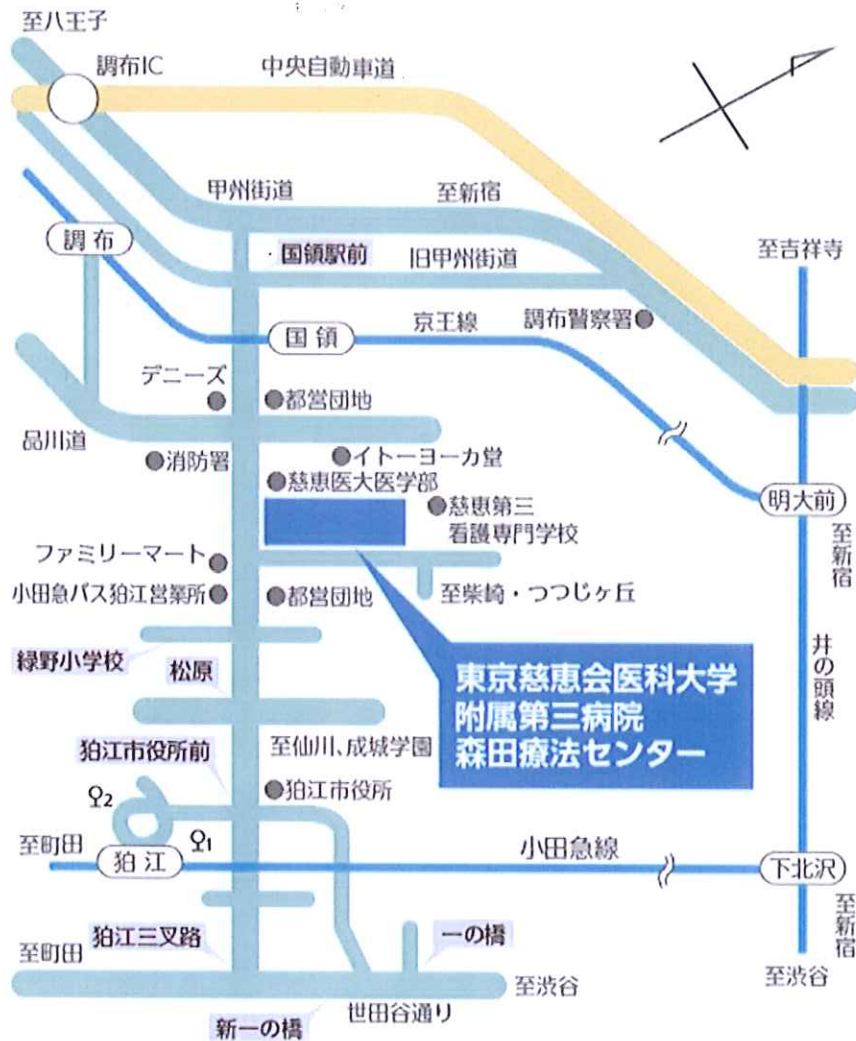 至八王子
調布IC
中央自動車道
甲州街道
至新宿
調布
国領駅前
旧甲州街道
至吉祥寺
国領
京王線
調布警察署
デニーズ
都営団地
品川道
消防署
イトーヨーカ堂
慈恵医大医学部
慈恵第三
看護専門学校
明大前
至新宿
ファミリーマート
小田急バス狛江営業所
都営団地
至柴崎・つつじヶ丘
緑野小学校
松原
東京慈恵会医科大学
附属第三病院
森田療法センター
井の頭線
狛江市役所前
至仙川、成城学園
狛江市役所
2
1
至町田
狛江
小田急線
下北沢
至新宿
狛江三叉路
一の橋
至町田
至渋谷
至渋谷
世田谷通り
新一の橋